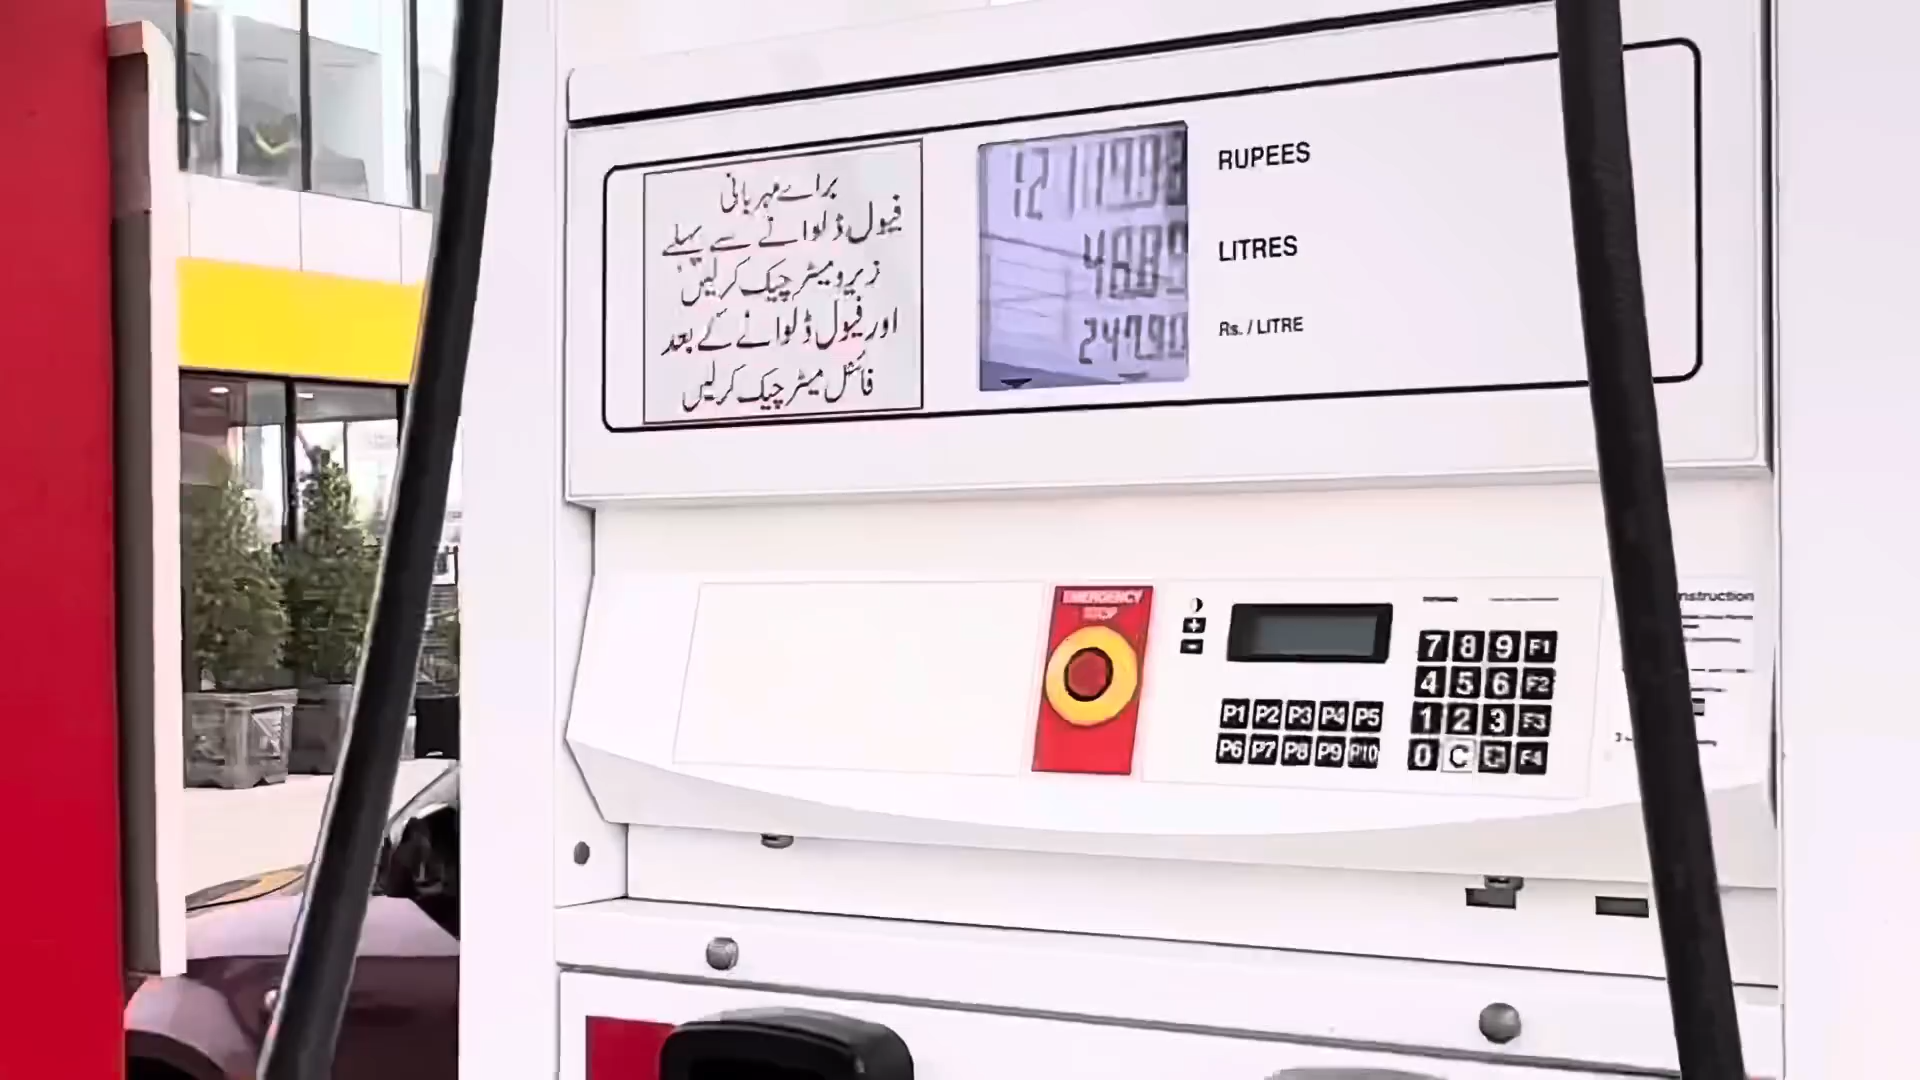 برائے مہربانی
فیول ڈلوانے سے پہلے
زیرو میٹر چیک کرلیں
اور فیول ڈلوانے کے بعد
فائنل میٹر چیک کرلیں
RUPEES
LITRES
247.90
Rs. / LITRE
EMERGENCY
STOP
+
-
7 8 9 F1
4 5 6 F2
1 2 3 F3
0 C F4
P1 P2 P3 P4 P5
P6 P7 P8 P9 P10